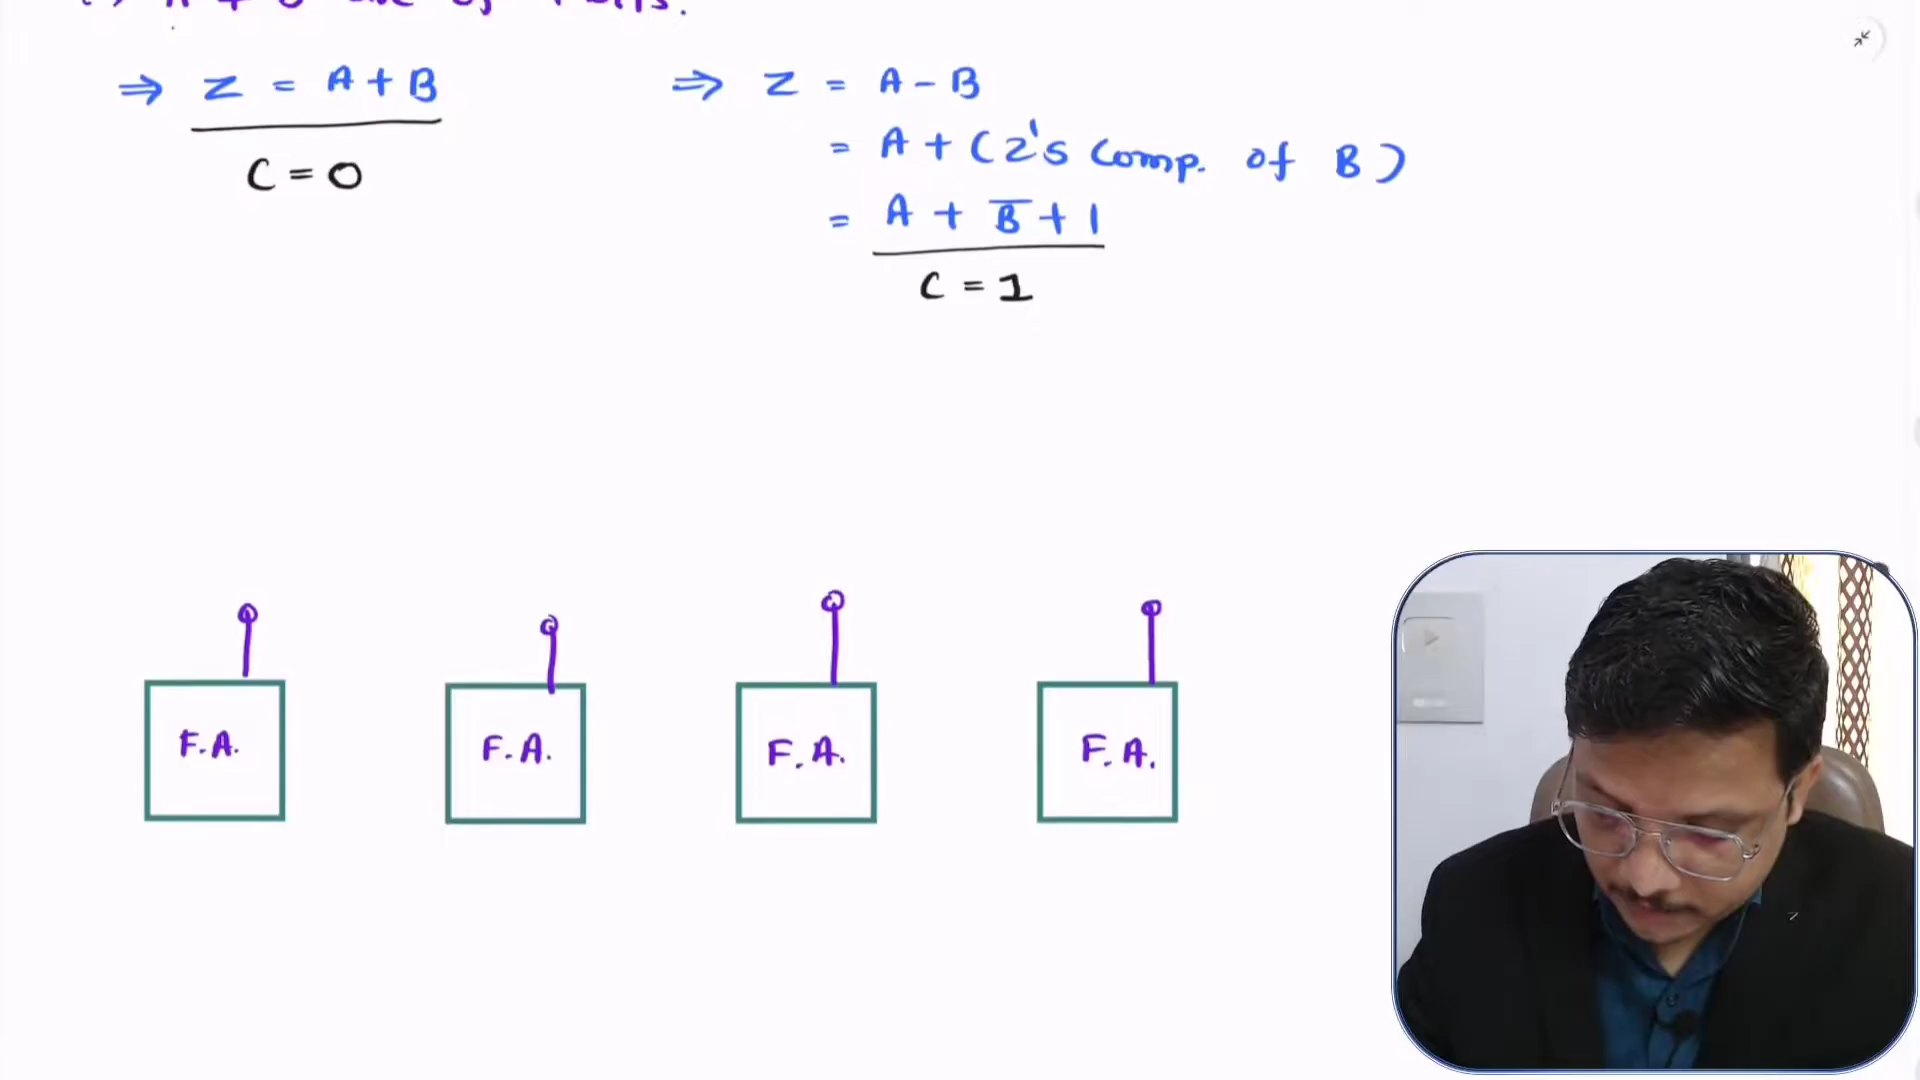 ⇒ Z = A + B
C = 0
⇒ Z = A - B
= A + (2's Comp. of B)
= A + B̅ + 1
C = 1
F.A. F.A. F.A. F.A.